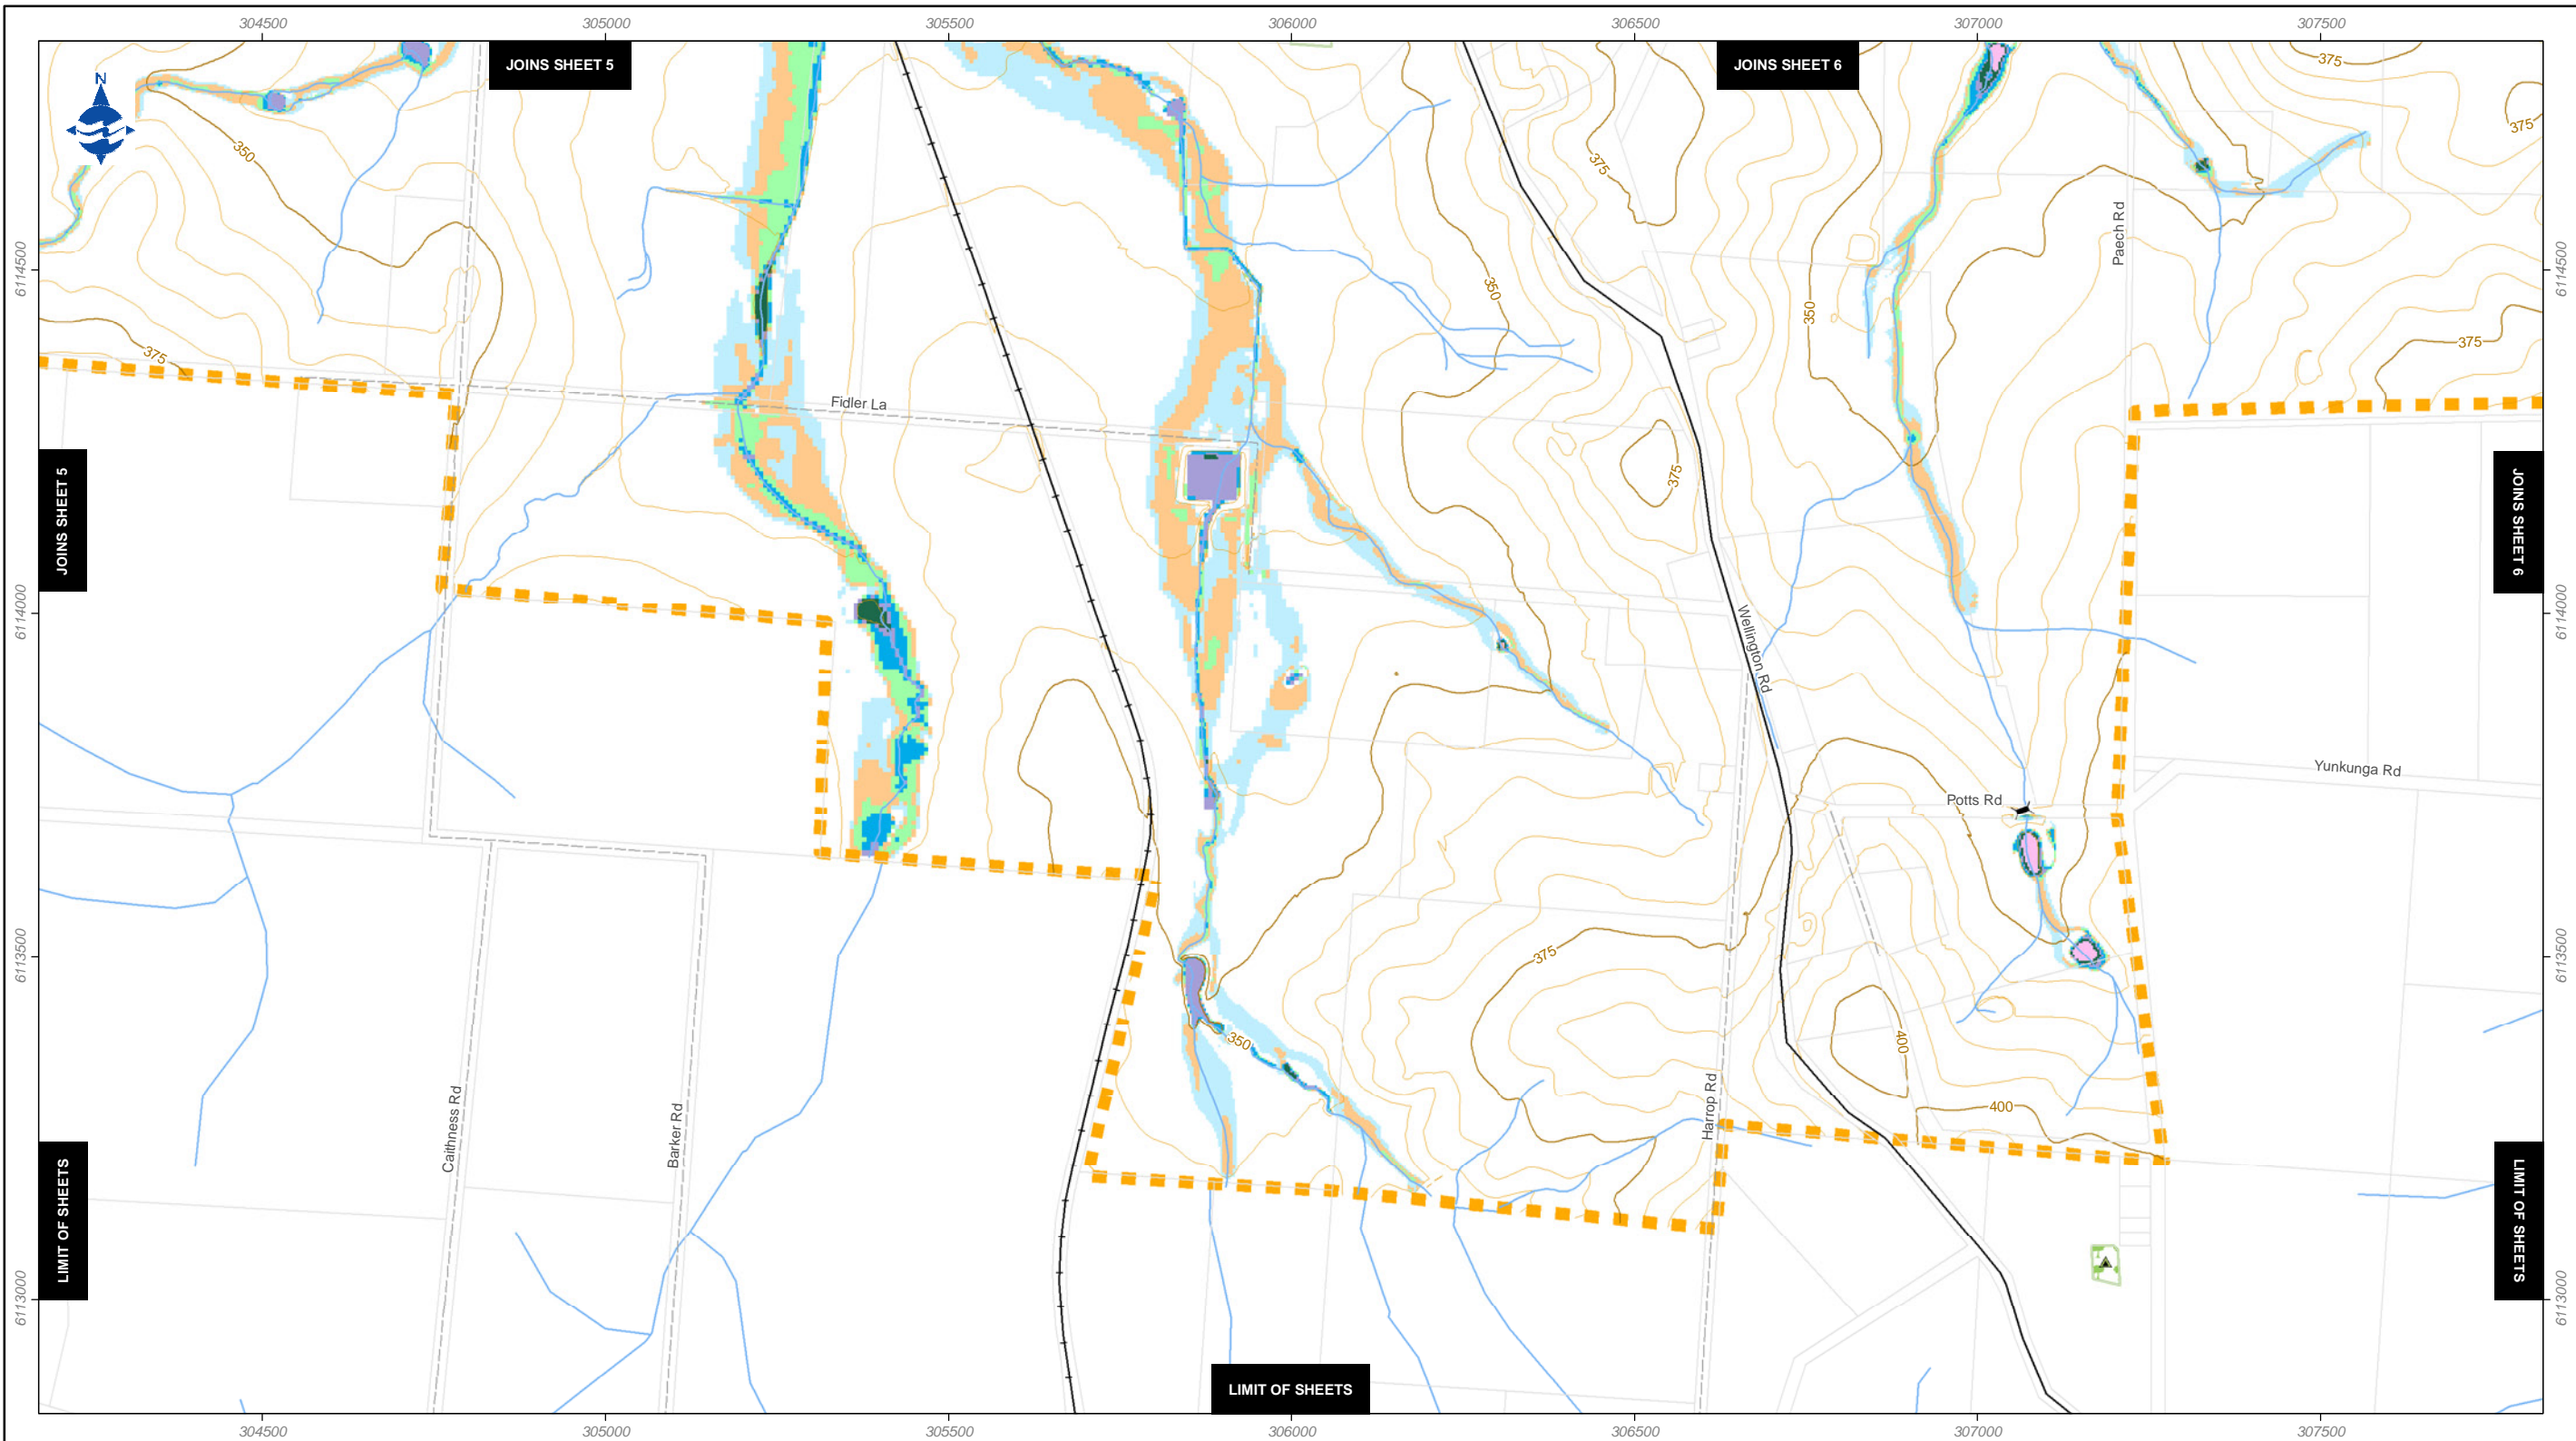 304500 305000 305500 306000 306500 307000 307500
JOINS SHEET 5
JOINS SHEET 6
N
375
375
350
375
Paech Rd
6114500
6114500
350
350
375
375
Fidler La
375
JOINS SHEET 5
JOINS SHEET 6
6114000
6114000
Wellington Rd
Yunkunga Rd
Potts Rd
6113500
6113500
375
350
400
400
Caithness Rd
Barker Rd
Harrop Rd
LIMIT OF SHEETS
LIMIT OF SHEETS
6113000
6113000
LIMIT OF SHEETS
304500 305000 305500 306000 306500 307000 307500